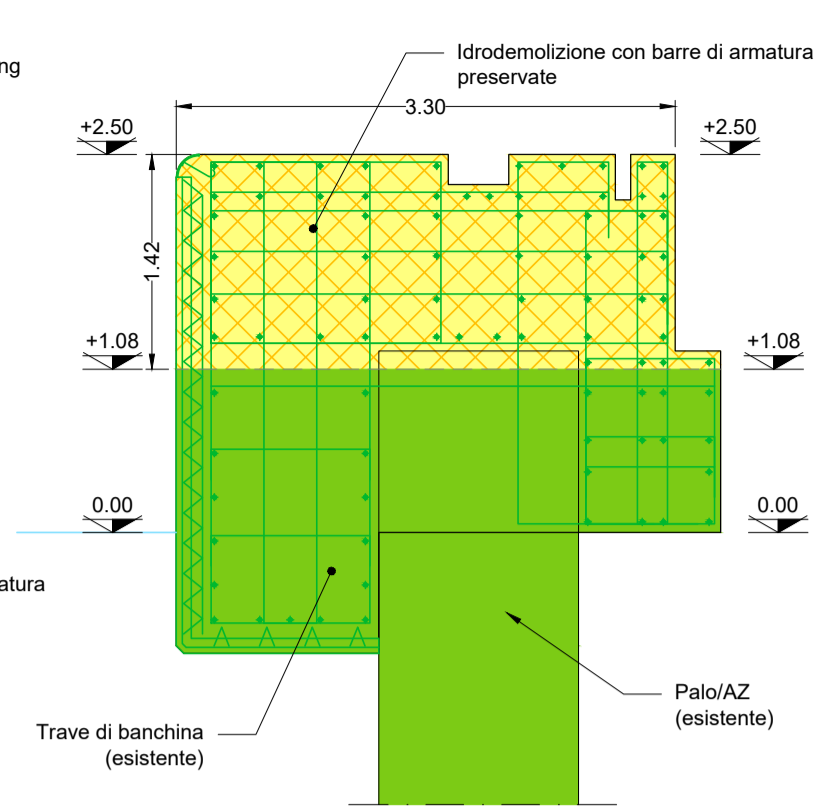 Idrodemolizione con barre di armatura
preservate
ng
3.30
+2.50
+2.50
1.42
+1.08
+1.08
0.00
0.00
atura
Palo/AZ
(esistente)
Trave di banchina
(esistente)